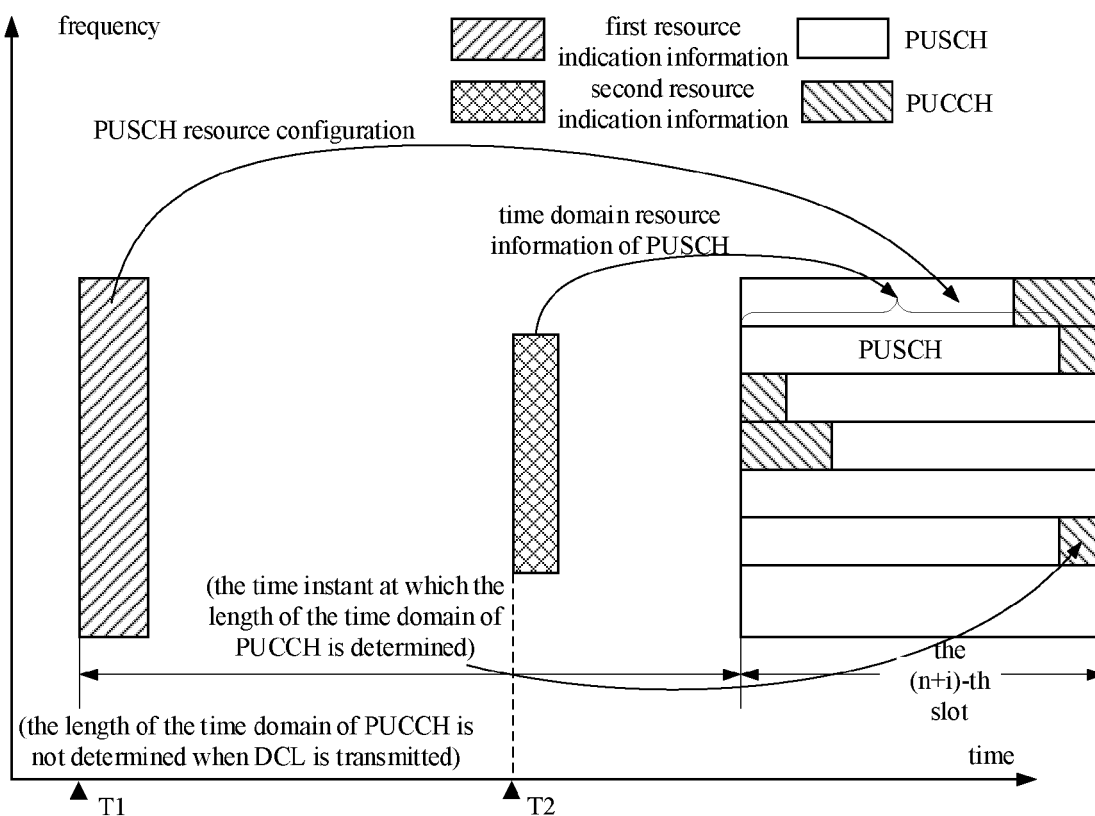 frequency
first resource
indication information
PUSCH
second resource
indication information
PUCCH
PUSCH resource configuration
time domain resource
information of PUSCH
PUSCH
(the time instant at which the
length of the time domain of
PUCCH is determined)
the
(n+i)-th
slot
(the length of the time domain of PUCCH is
not determined when DCL is transmitted)
time
T1
T2